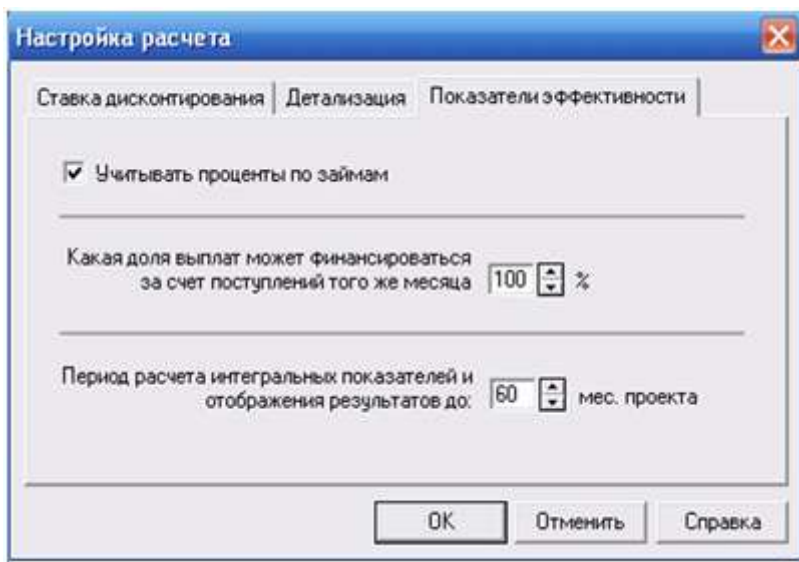 Настройка расчета
Ставка дисконтирования Детализация Показатели эффективности
Учитывать проценты по займам
Какая доля выплат может финансироваться
за счет поступлений того же месяца 100 %
Период расчета интегральных показателей и
отображения результатов до: 60 мес. проекта
OK Отменить Справка